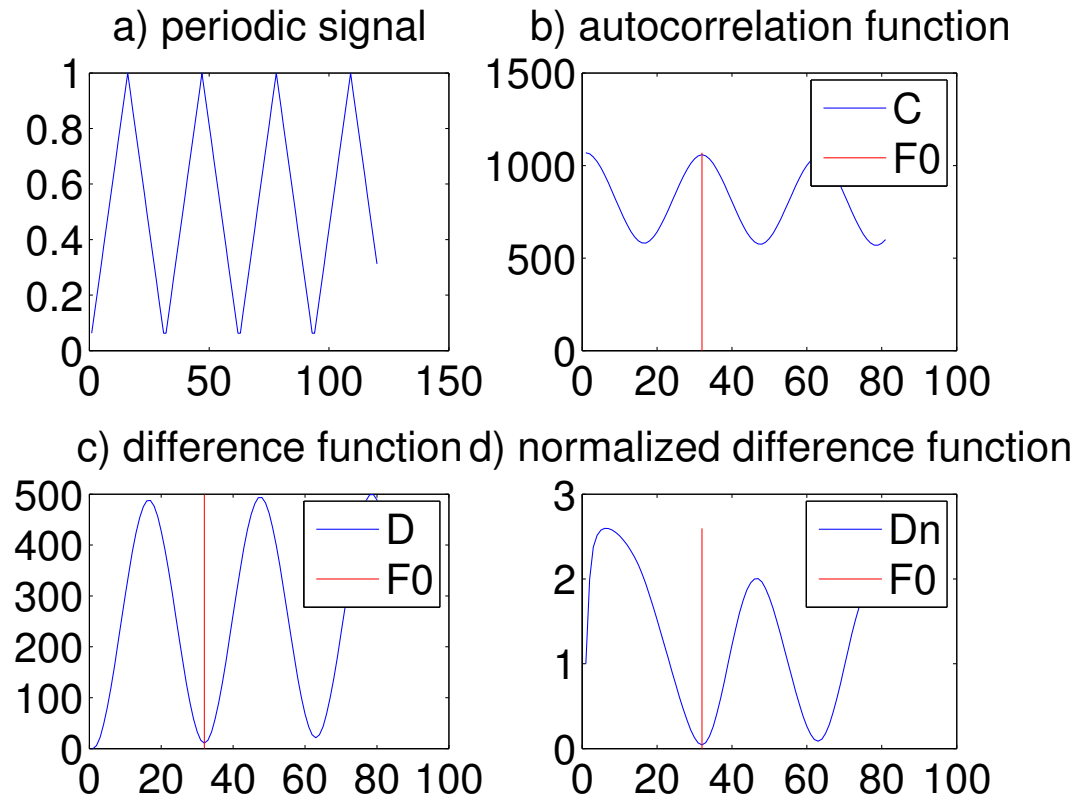 a) periodic signal
1
0.8
0.6
0.4
0.2
0
0 50 100 150
b) autocorrelation function
1500
1000
500
0
0 20 40 60 80 100
C
F0
c) difference function
500
400
300
200
100
0
0 20 40 60 80 100
D
F0
d) normalized difference function
3
2
1
0
0 20 40 60 80 100
Dn
F0